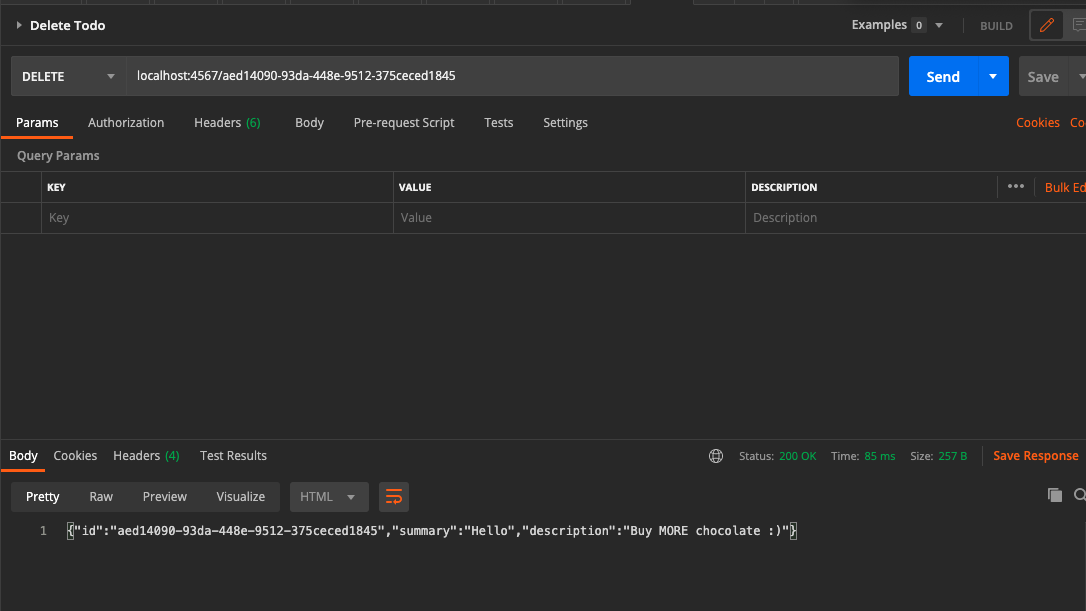 Delete Todo Examples 0 BUILD
DELETE localhost:4567/aed14090-93da-448e-9512-375ceced1845 Send Save
Params Authorization Headers (6) Body Pre-request Script Tests Settings Cookies Co
Query Params
KEY VALUE DESCRIPTION ••• Bulk Ed
Key Value Description
Body Cookies Headers (4) Test Results Status: 200 OK Time: 85 ms Size: 257 B Save Response
Pretty Raw Preview Visualize HTML
1 {"id":"aed14090-93da-448e-9512-375ceced1845","summary":"Hello","description":"Buy MORE chocolate :)"}